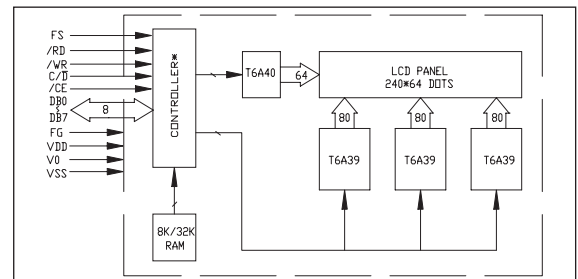 FS
/RD
/WR
C/D̅
/CE
DB0
DB7
8
FG
VDD
V0
VSS
CONTROLLER*
T6A40
64
LCD PANEL
240*64 DOTS
80
80
80
T6A39
T6A39
T6A39
8K/32K
RAM